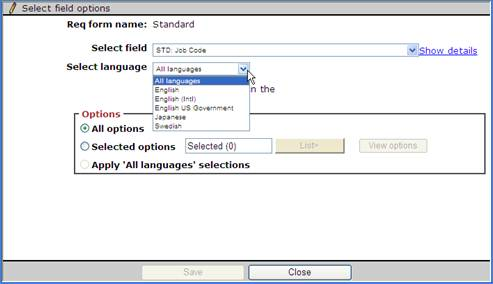 Select field options
Req form name: Standard
Select field STD: Job Code Show details
Select language All languages
All languages
English n the
English (Intl)
English US Government
Japanese
Swedish
Options
All options
Selected options Selected (0) List> View options
Apply 'All languages' selections
Save Close